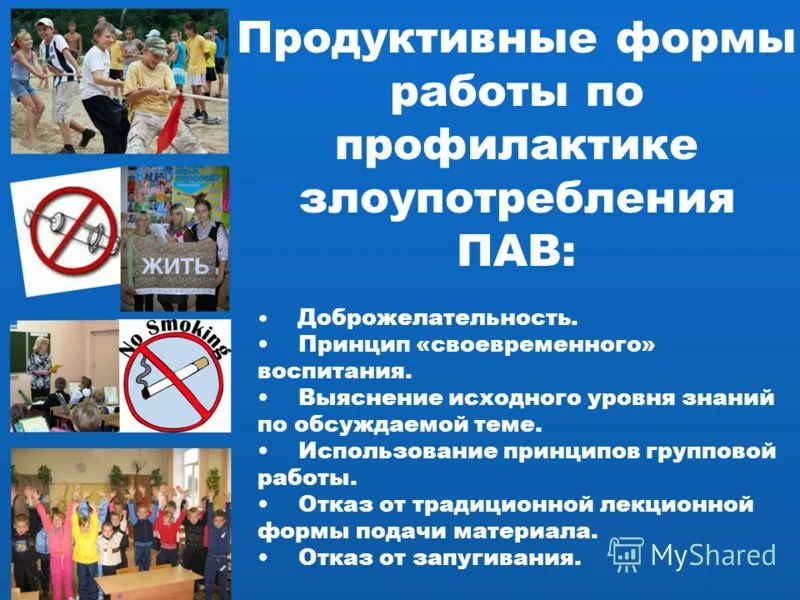 Продуктивные формы
работы по
профилактике
злоупотребления
ПАВ:
• Доброжелательность.
• Принцип «своевременного»
воспитания.
• Выяснение исходного уровня знаний
по обсуждаемой теме.
• Использование принципов групповой
работы.
• Отказ от традиционной лекционной
формы подачи материала.
• Отказ от запугивания.
ЖИТЬ
No Smoking
MyShared